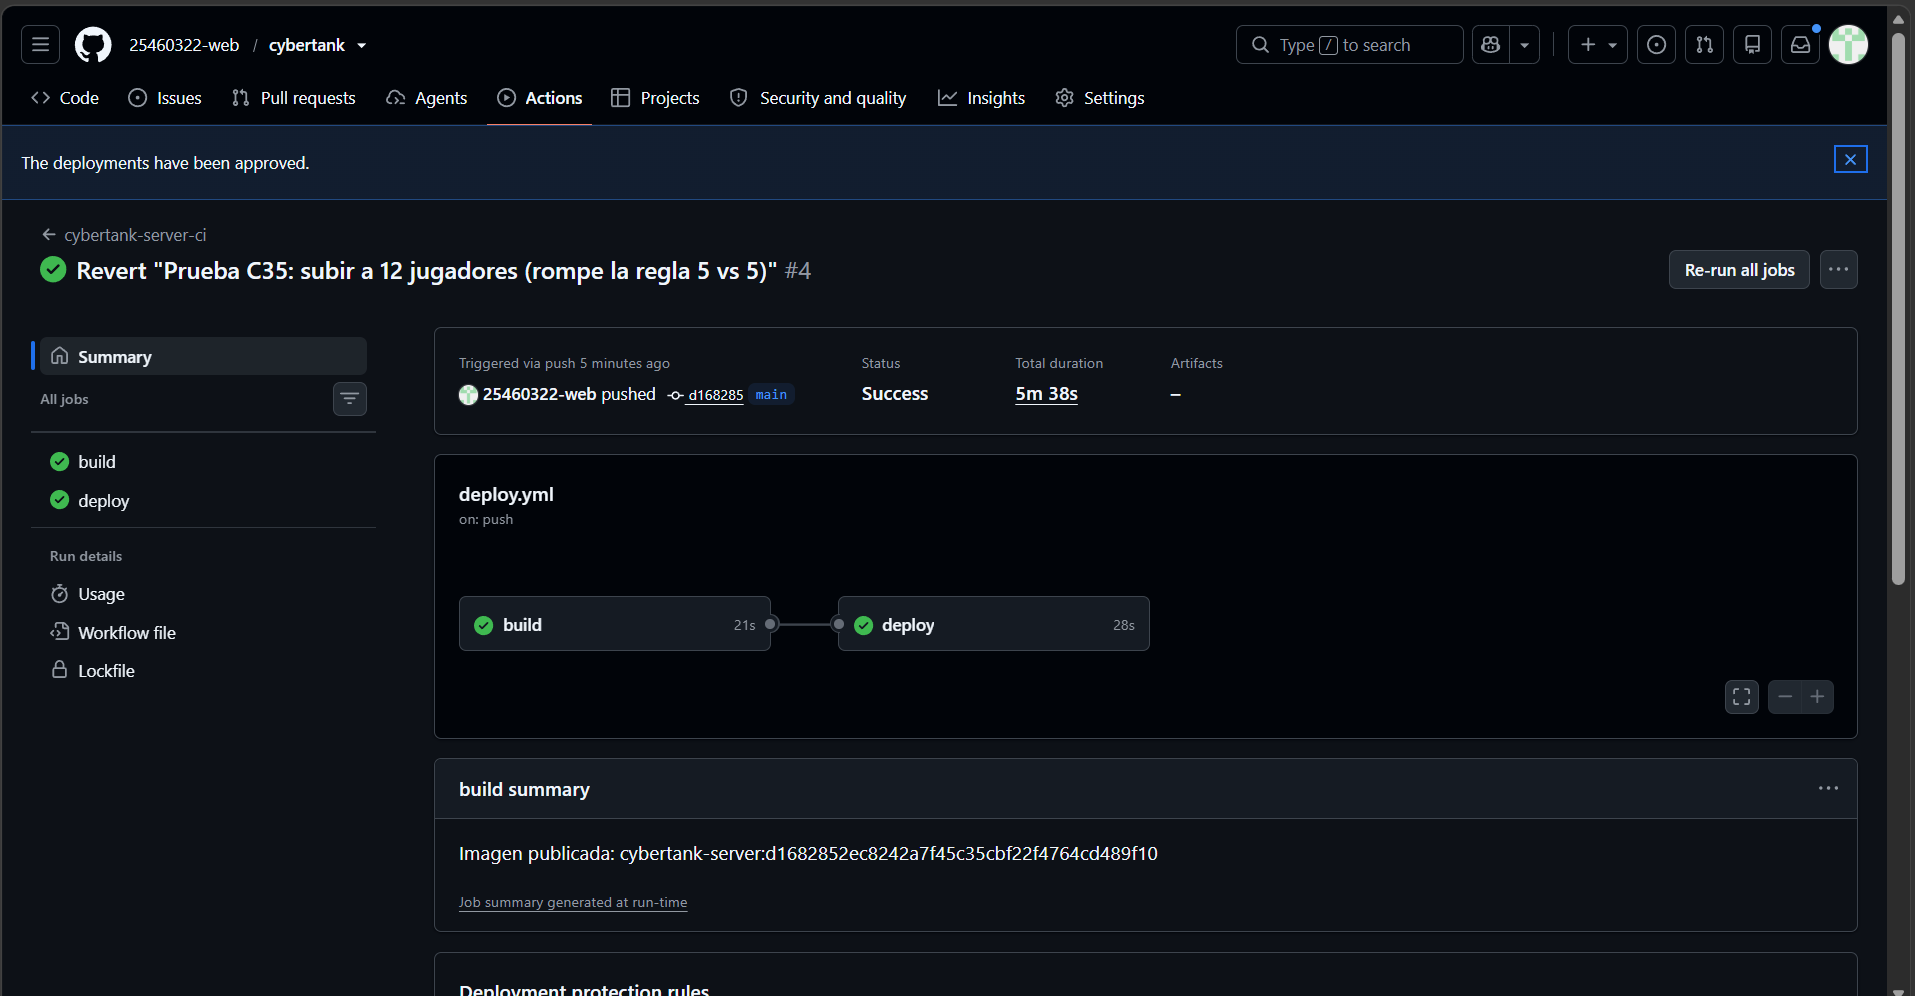 25460322-web / cybertank
Type / to search
Code Issues Pull requests Agents Actions Projects Security and quality Insights Settings
The deployments have been approved.
cybertank-server-ci
Revert "Prueba C35: subir a 12 jugadores (rompe la regla 5 vs 5)" #4
Re-run all jobs
Summary
All jobs
build
deploy
Run details
Usage
Workflow file
Lockfile
Triggered via push 5 minutes ago
25460322-web pushed d168285 main
Status
Success
Total duration
5m 38s
Artifacts
–
deploy.yml
on: push
build 21s
deploy 28s
build summary
Imagen publicada: cybertank-server:d1682852ec8242a7f45c35cbf22f4764cd489f10
Job summary generated at run-time
Deployment protection rules